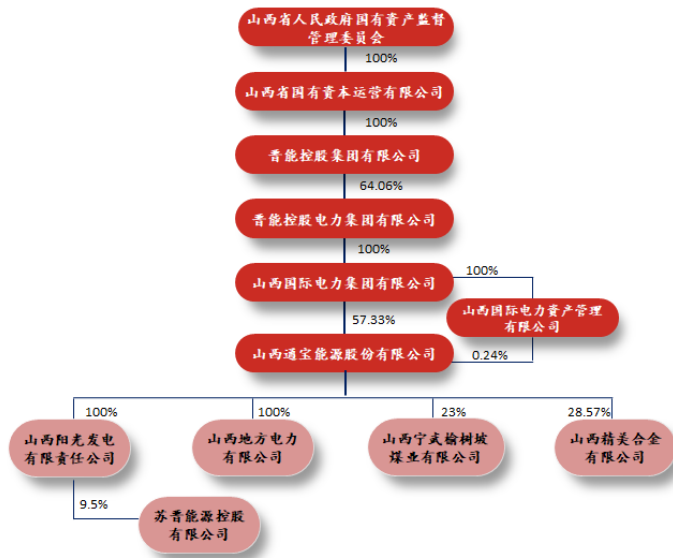 山西省人民政府国有资产监督
管理委员会
100%
山西省国有资本运营有限公司
100%
晋能控股集团有限公司
64.06%
晋能控股电力集团有限公司
100%
山西国际电力集团有限公司
100%
57.33%
山西国际电力资产管理
有限公司
山西通宝能源股份有限公司
0.24%
100%
100%
23%
28.57%
山西阳光发电
有限责任公司
山西地方电力
有限公司
山西宁武榆树坡
煤业有限公司
山西精美合金
有限公司
9.5%
苏晋能源控股
有限公司